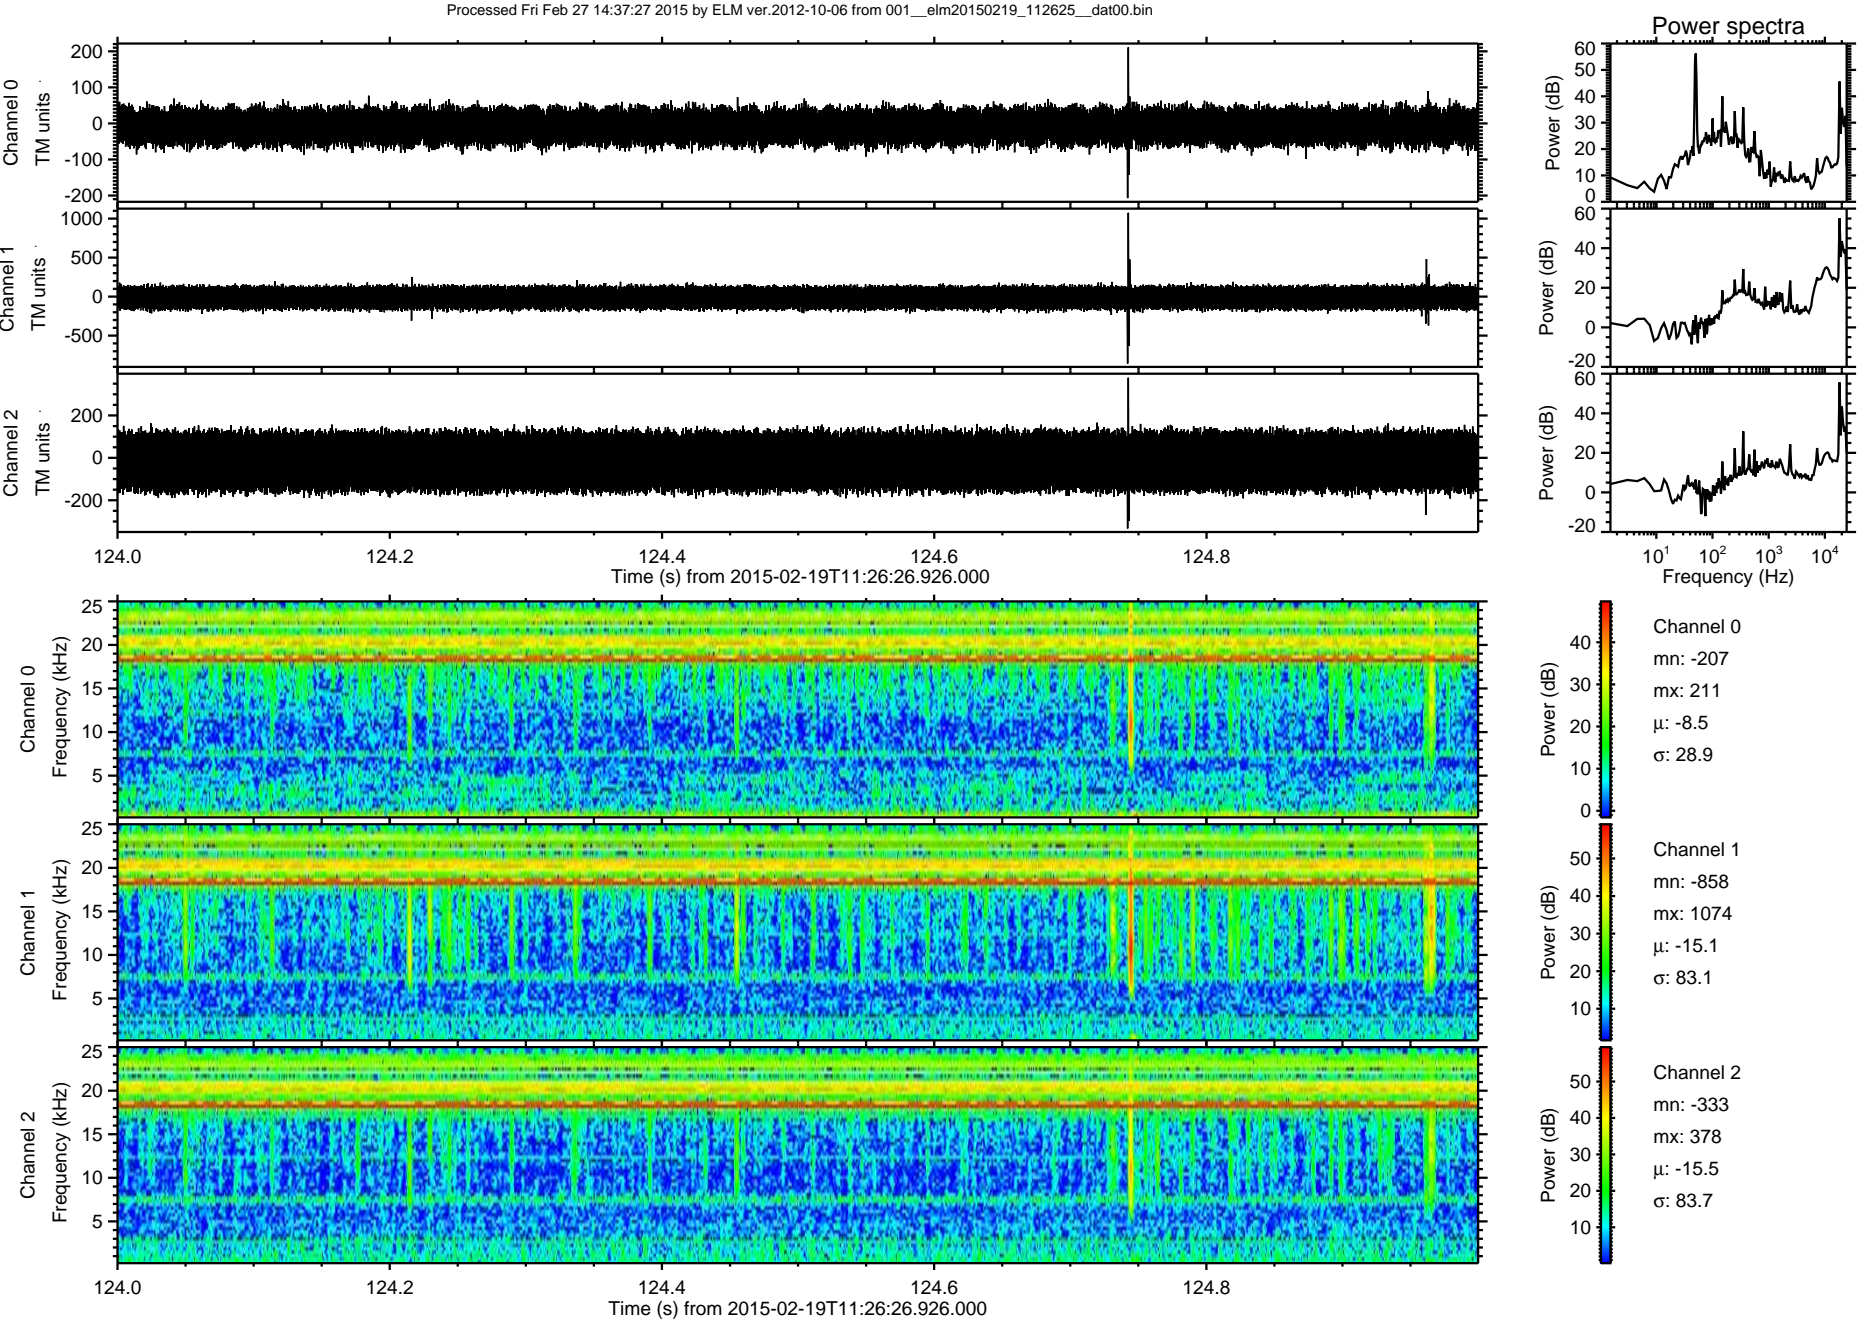 Processed Fri Feb 27 14:37:27 2015 by ELM ver.2012-10-06 from 001__elm20150219_112625__dat00.bin
Power spectra
Channel 0
TM units
200
100
0
-100
-200
Power (dB)
60
50
40
30
20
10
0
Channel 1
TM units
1000
500
0
-500
Power (dB)
60
40
20
0
-20
Channel 2
TM units
200
0
-200
Power (dB)
60
40
20
0
-20
124.0 124.2 124.4 124.6 124.8
Time (s) from 2015-02-19T11:26:26.926.000
10^1 10^2 10^3 10^4
Frequency (Hz)
Channel 0
Frequency (kHz)
25
20
15
10
5
Power (dB)
40
30
20
10
0
Channel 0
mn: -207
mx: 211
μ: -8.5
σ: 28.9
Channel 1
Frequency (kHz)
25
20
15
10
5
Power (dB)
50
40
30
20
10
Channel 1
mn: -858
mx: 1074
μ: -15.1
σ: 83.1
Channel 2
Frequency (kHz)
25
20
15
10
5
Power (dB)
50
40
30
20
10
Channel 2
mn: -333
mx: 378
μ: -15.5
σ: 83.7
124.0 124.2 124.4 124.6 124.8
Time (s) from 2015-02-19T11:26:26.926.000